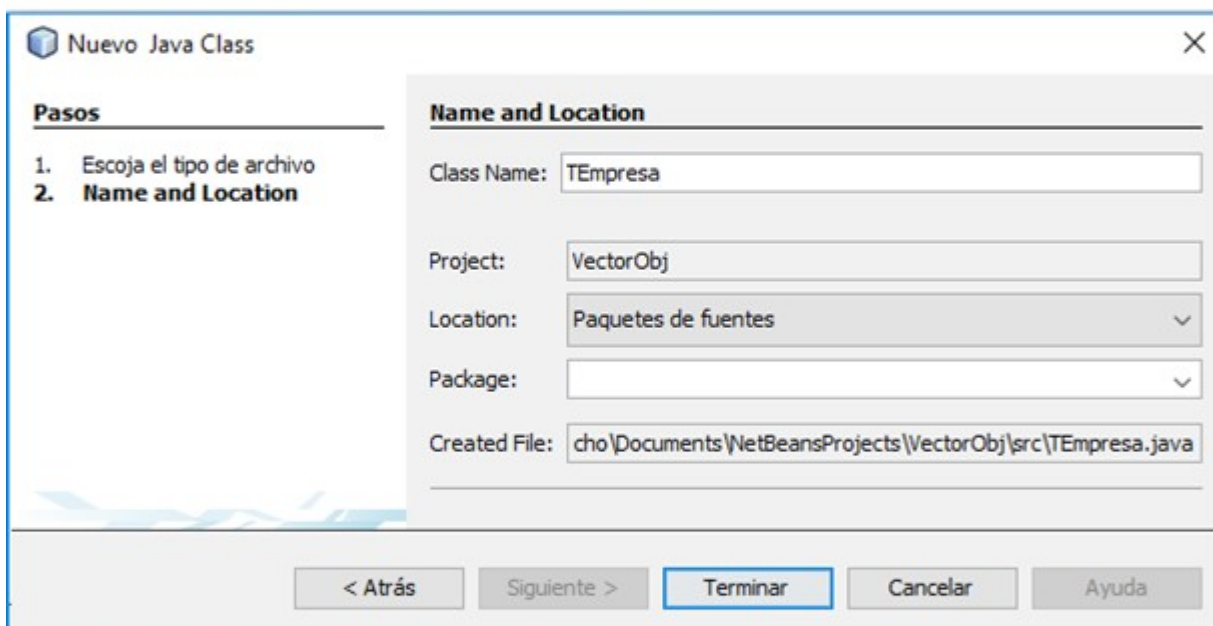 Nuevo Java Class
Pasos
1. Escoja el tipo de archivo
2. Name and Location
Name and Location
Class Name: TEmpresa
Project: VectorObj
Location: Paquetes de fuentes
Package:
Created File: cho\Documents\NetBeansProjects\VectorObj\src\TEmpresa.java
< Atrás Siguiente > Terminar Cancelar Ayuda